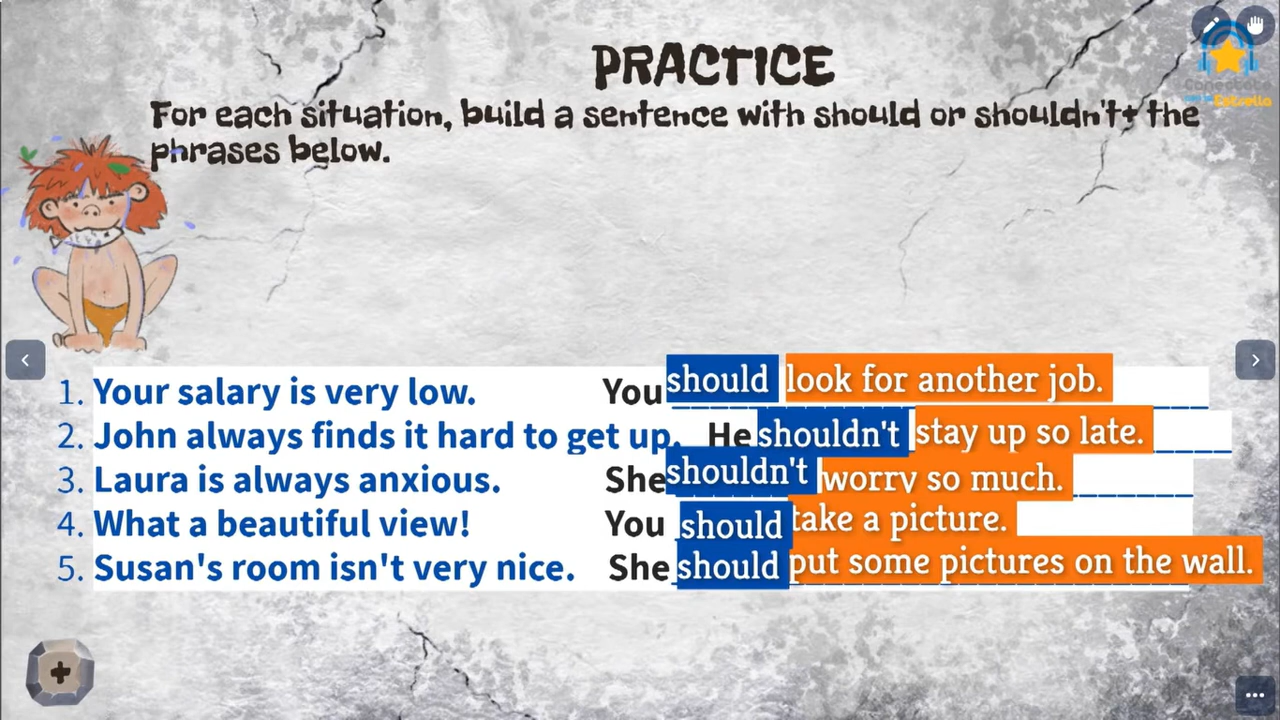 PRACTICE
For each situation, build a sentence with should or shouldn't+ the
phrases below.
Conectate
Estrella
1. Your salary is very low. You should look for another job.
2. John always finds it hard to get up. He shouldn't stay up so late.
3. Laura is always anxious. She shouldn't worry so much.
4. What a beautiful view! You should take a picture.
5. Susan's room isn't very nice. She should put some pictures on the wall.